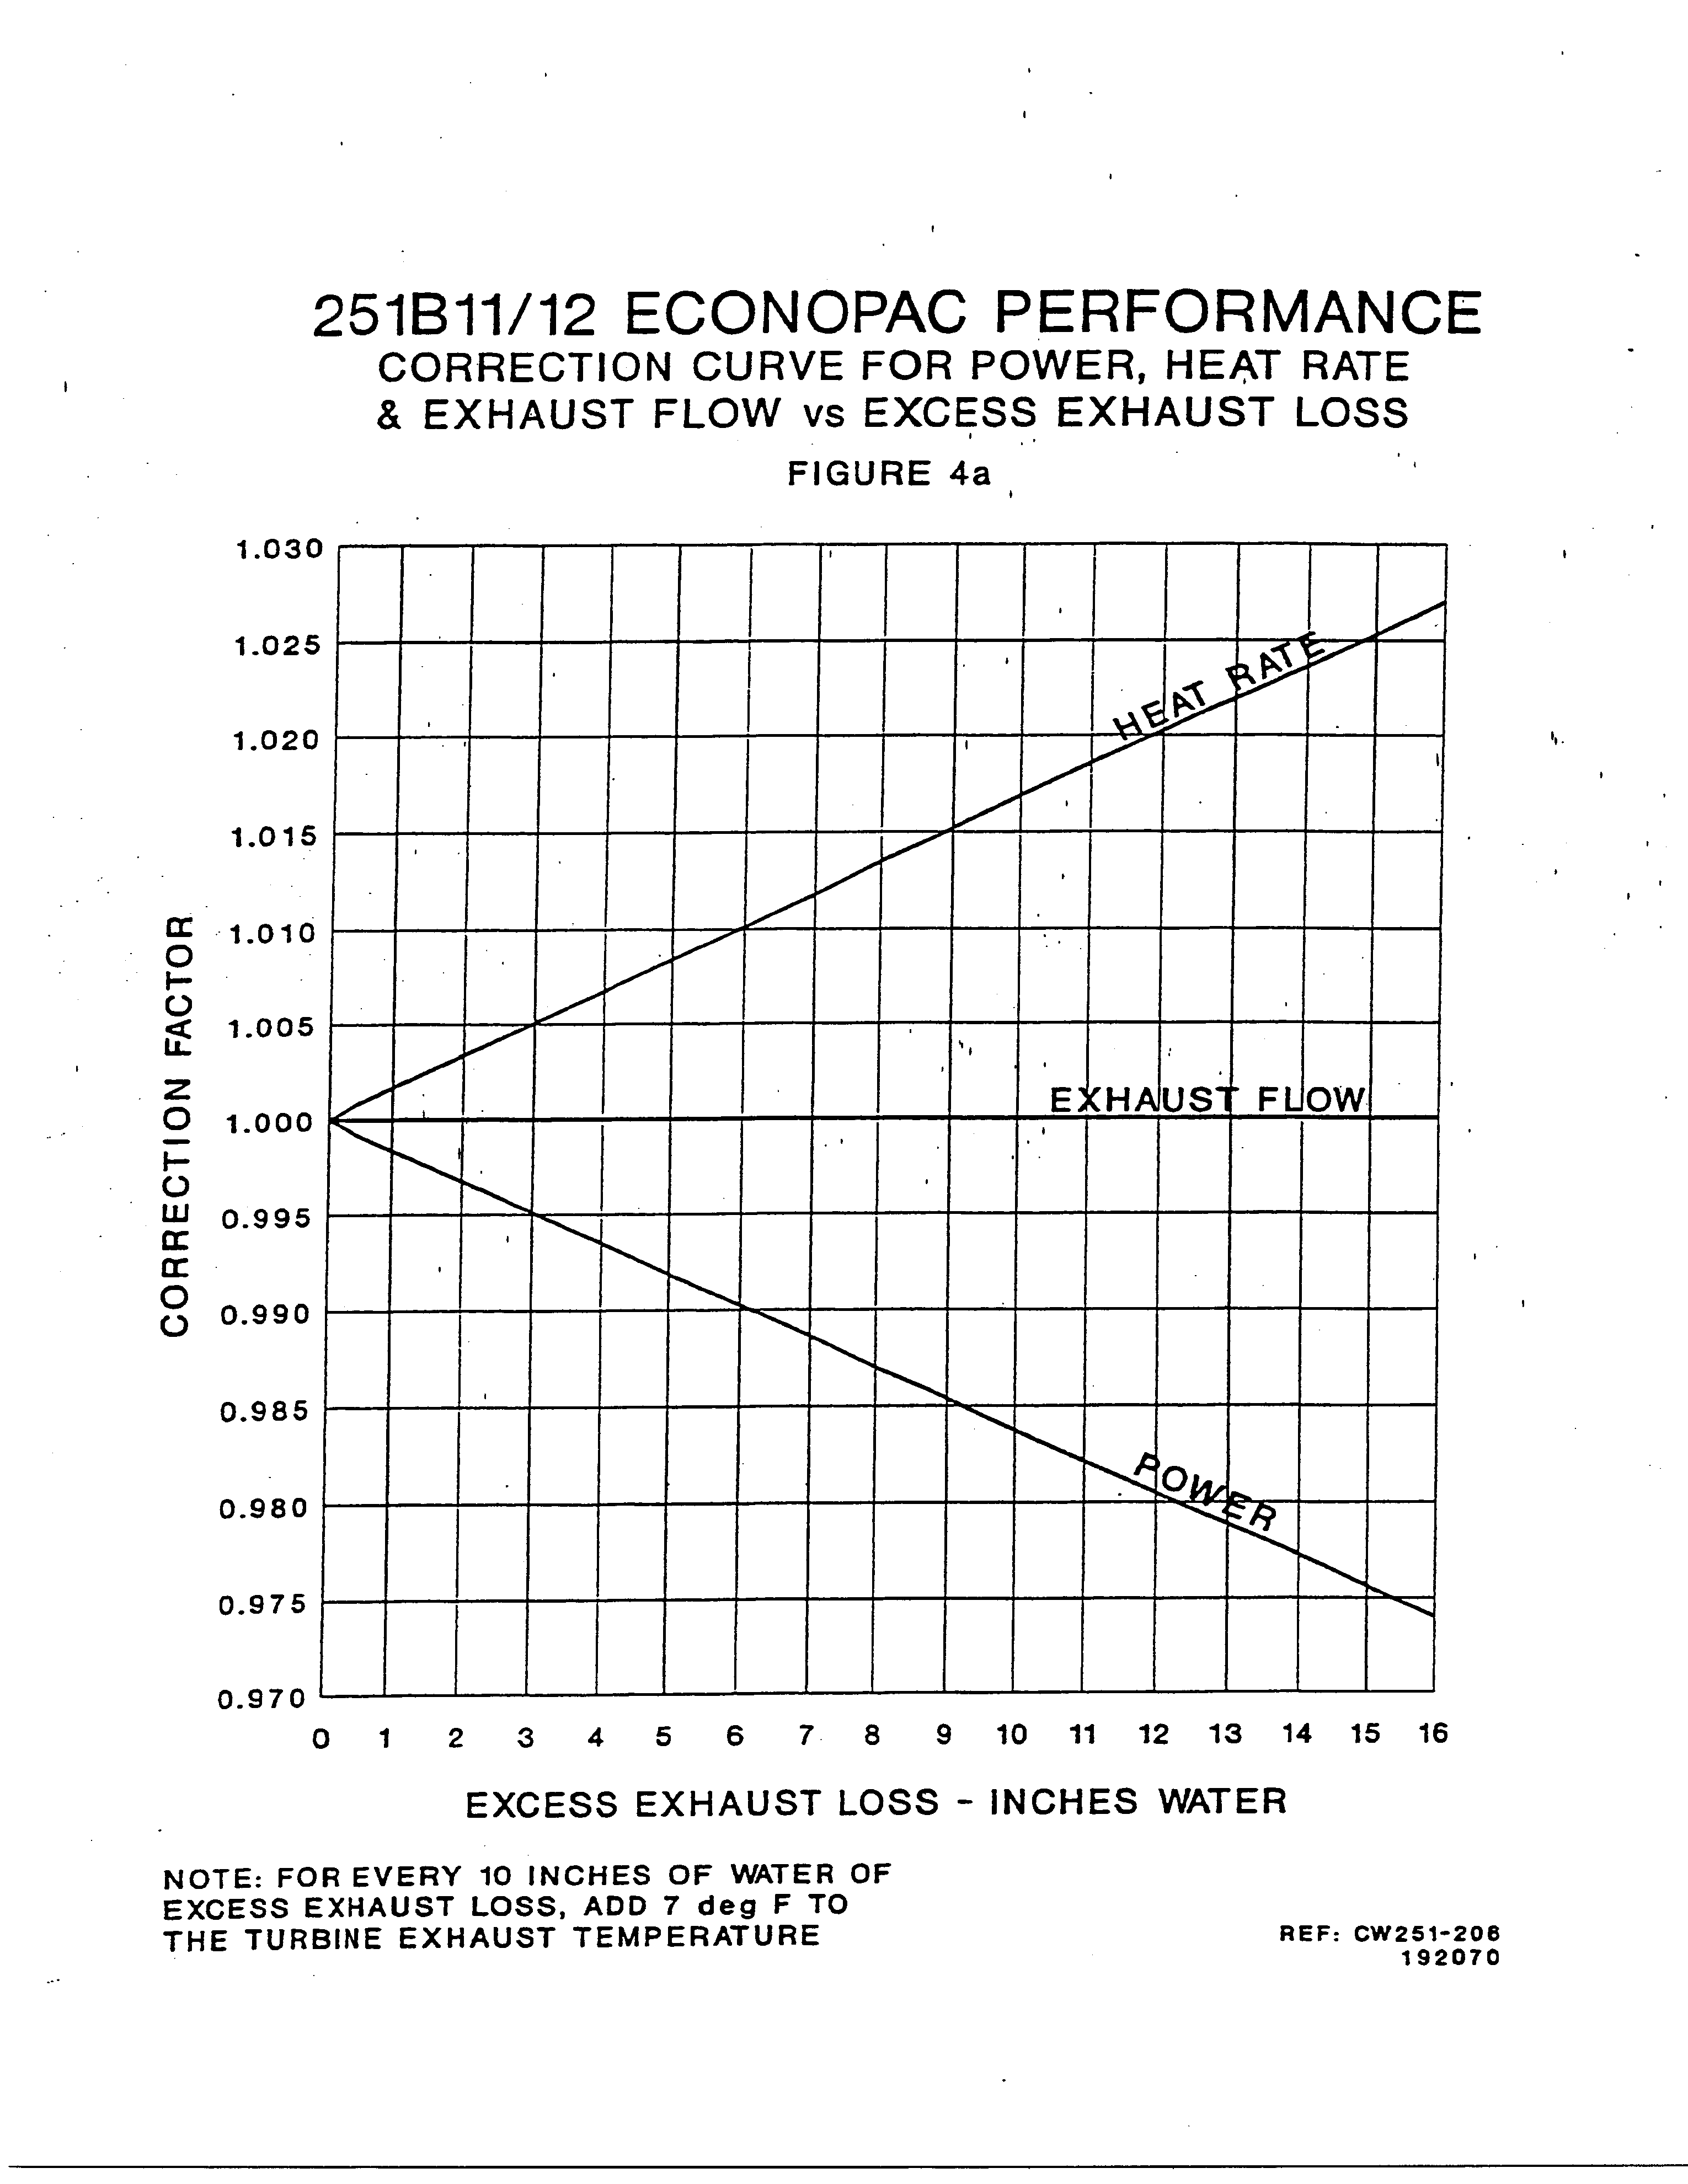 251B11/12 ECONOPAC PERFORMANCE
CORRECTION CURVE FOR POWER, HEAT RATE
& EXHAUST FLOW vs EXCESS EXHAUST LOSS
FIGURE 4a
1.030
1.025
1.020
1.015
1.010
1.005
1.000
0.995
0.990
0.985
0.980
0.975
0.970
CORRECTION FACTOR
HEAT RATE
EXHAUST FLOW
POWER
0 1 2 3 4 5 6 7 8 9 10 11 12 13 14 15 16
EXCESS EXHAUST LOSS - INCHES WATER
NOTE: FOR EVERY 10 INCHES OF WATER OF
EXCESS EXHAUST LOSS, ADD 7 deg F TO
THE TURBINE EXHAUST TEMPERATURE
REF: CW251-206
192070